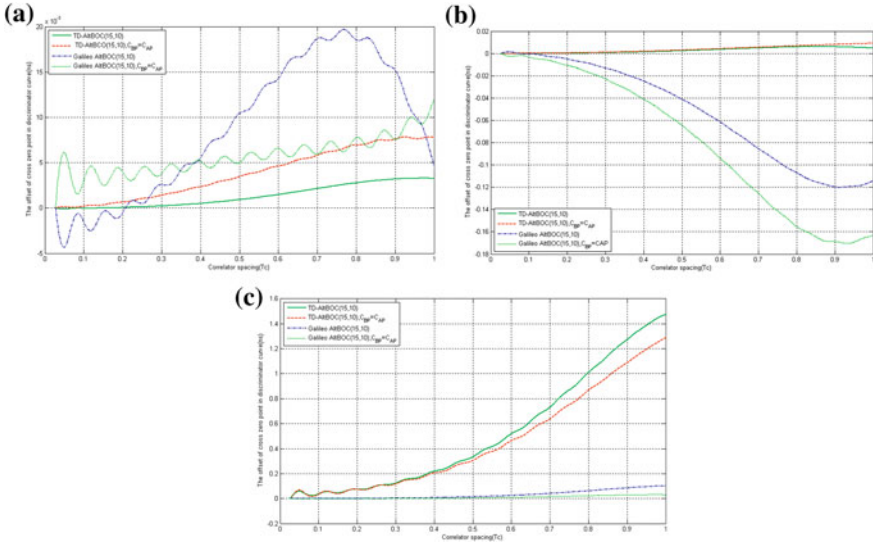 (a)
20 x 10⁻³
15
10
5
0
-5
TD-AltBOC(15,10)
TD-AltBCO(15,10),C_BP=C_AP
Galileo AltBOC(15,10)
Galileo AltBOC(15,10),C_BP=C_AP
The offset of cross zero point in discriminator curve(ns)
0 0.1 0.2 0.3 0.4 0.5 0.6 0.7 0.8 0.9 1
Correlator spacing(Tc)
(b)
0.02
0
-0.02
-0.04
-0.06
-0.08
-0.1
-0.12
-0.14
-0.16
-0.18
TD-AltBOC(15,10)
TD-AltBOC(15,10),C_BP=C_AP
Galileo AltBOC(15,10)
Galileo AltBOC(15,10),C_BP=CAP
The offset of cross zero point in discriminator curve(ns)
0 0.1 0.2 0.3 0.4 0.5 0.6 0.7 0.8 0.9 1
Correlator spacing(Tc)
(c)
1.6
1.4
1.2
1
0.8
0.6
0.4
0.2
0
-0.2
TD-AltBOC(15,10)
TD-AltBOC(15,10),C_BP=C_AP
Galileo AltBOC(15,10)
Galileo AltBOC(15,10),C_BP=C_AP
The offset of cross zero point in discriminator curve(ns)
0 0.1 0.2 0.3 0.4 0.5 0.6 0.7 0.8 0.9 1
Correlator spacing(Tc)